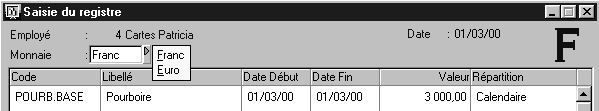 Saisie du registre
Employé : 4 Cartes Patricia Date : 01/03/00
Monnaie : Franc Franc F
Euro
Code Libellé Date Début Date Fin Valeur Répartition
POURB.BASE Pourboire 01/03/00 01/03/00 3 000,00 Calendaire